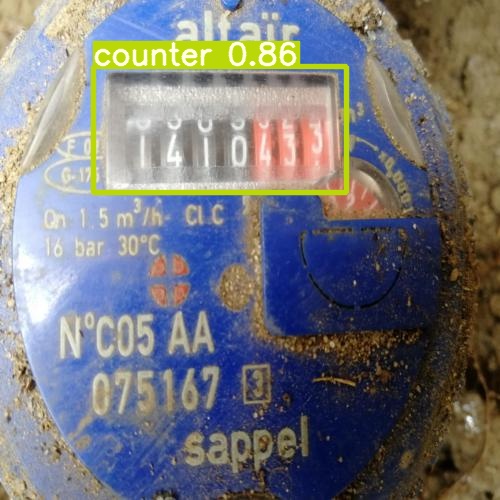 altaïr
counter 0.86
1410433
Qn 1.5 m³/h- Cl C
16 bar 30°C
N°C05 AA
075167 3
sappel